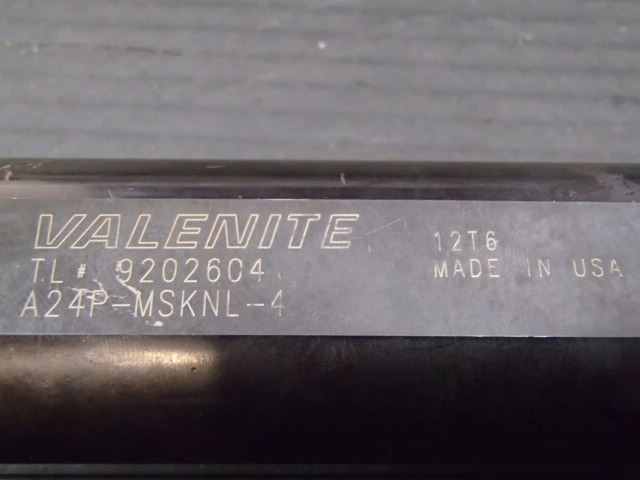 VALENITE
TL# 9202604
A24P-MSKNL-4
12T6
MADE IN USA